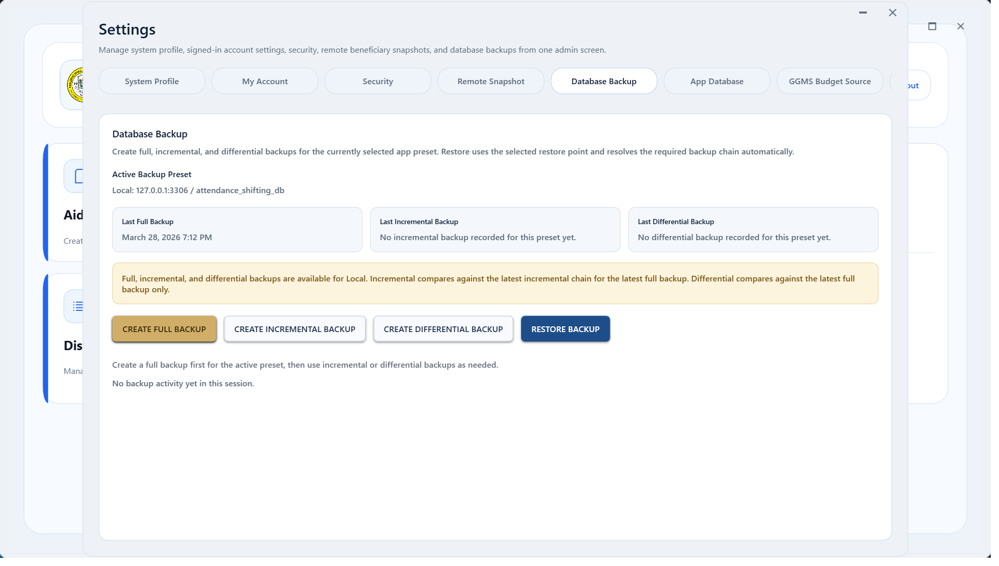 Settings
Manage system profile, signed-in account settings, security, remote beneficiary snapshots, and database backups from one admin screen.
System Profile
My Account
Security
Remote Snapshot
Database Backup
App Database
GGMS Budget Source
out
Aid
Creat
Dis
Mana
Database Backup
Create full, incremental, and differential backups for the currently selected app preset. Restore uses the selected restore point and resolves the required backup chain automatically.
Active Backup Preset
Local: 127.0.0.1:3306 / attendance_shifting_db
Last Full Backup
March 28, 2026 7:12 PM
Last Incremental Backup
No incremental backup recorded for this preset yet.
Last Differential Backup
No differential backup recorded for this preset yet.
Full, incremental, and differential backups are available for Local. Incremental compares against the latest incremental chain for the latest full backup. Differential compares against the latest full
backup only.
CREATE FULL BACKUP
CREATE INCREMENTAL BACKUP
CREATE DIFFERENTIAL BACKUP
RESTORE BACKUP
Create a full backup first for the active preset, then use incremental or differential backups as needed.
No backup activity yet in this session.